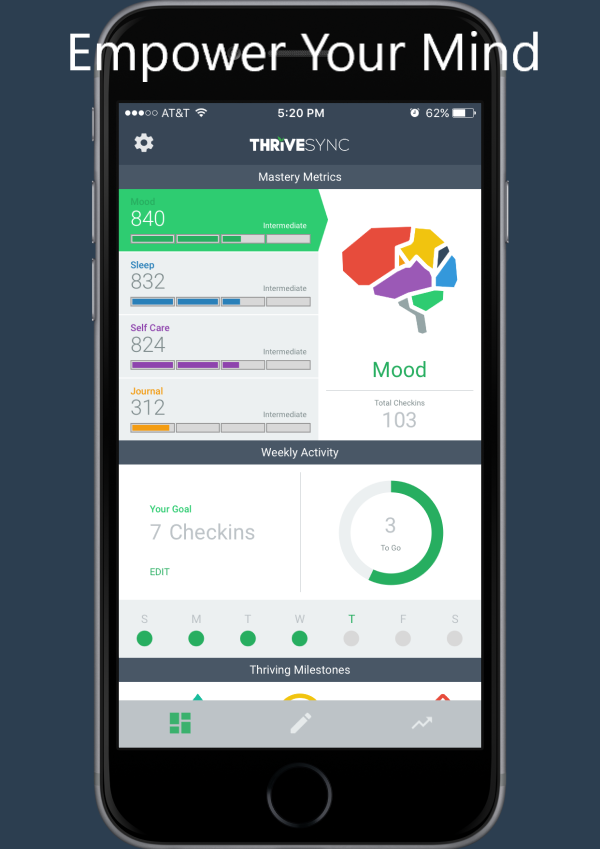 Empower Your Mind
AT&T 5:20 PM 62%
THRIVESYNC
Mastery Metrics
Mood
840
Intermediate
Sleep
832
Intermediate
Self Care
824
Intermediate
Journal
312
Intermediate
Mood
Total Checkins
103
Weekly Activity
Your Goal
7 Checkins
EDIT
3
To Go
S M T W T F S
Thriving Milestones